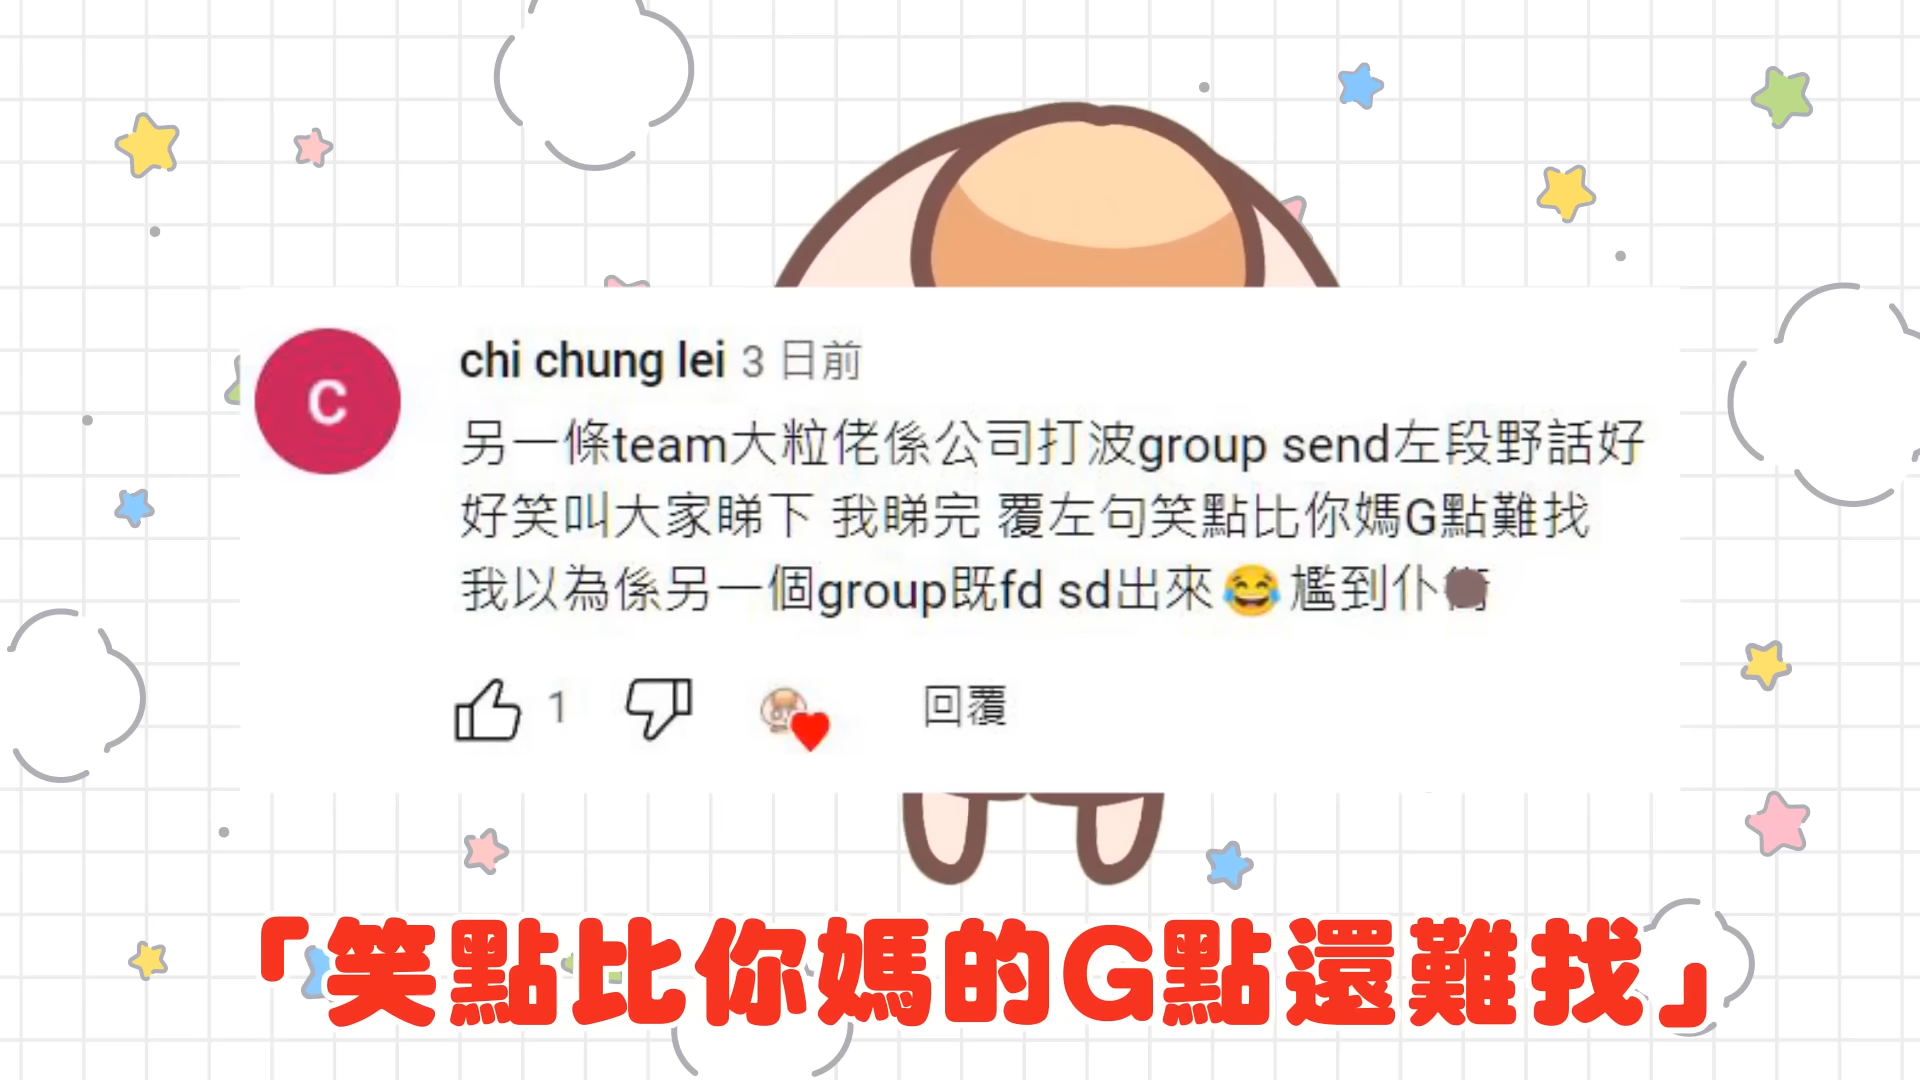 C
chi chung lei 3 日前
另一條team大粒佬係公司打波group send左段野話好
好笑叫大家睇下 我睇完 覆左句笑點比你媽G點難找
我以為係另一個group既fd sd出來😂尷到仆
1
回覆
「笑點比你媽的G點還難找」